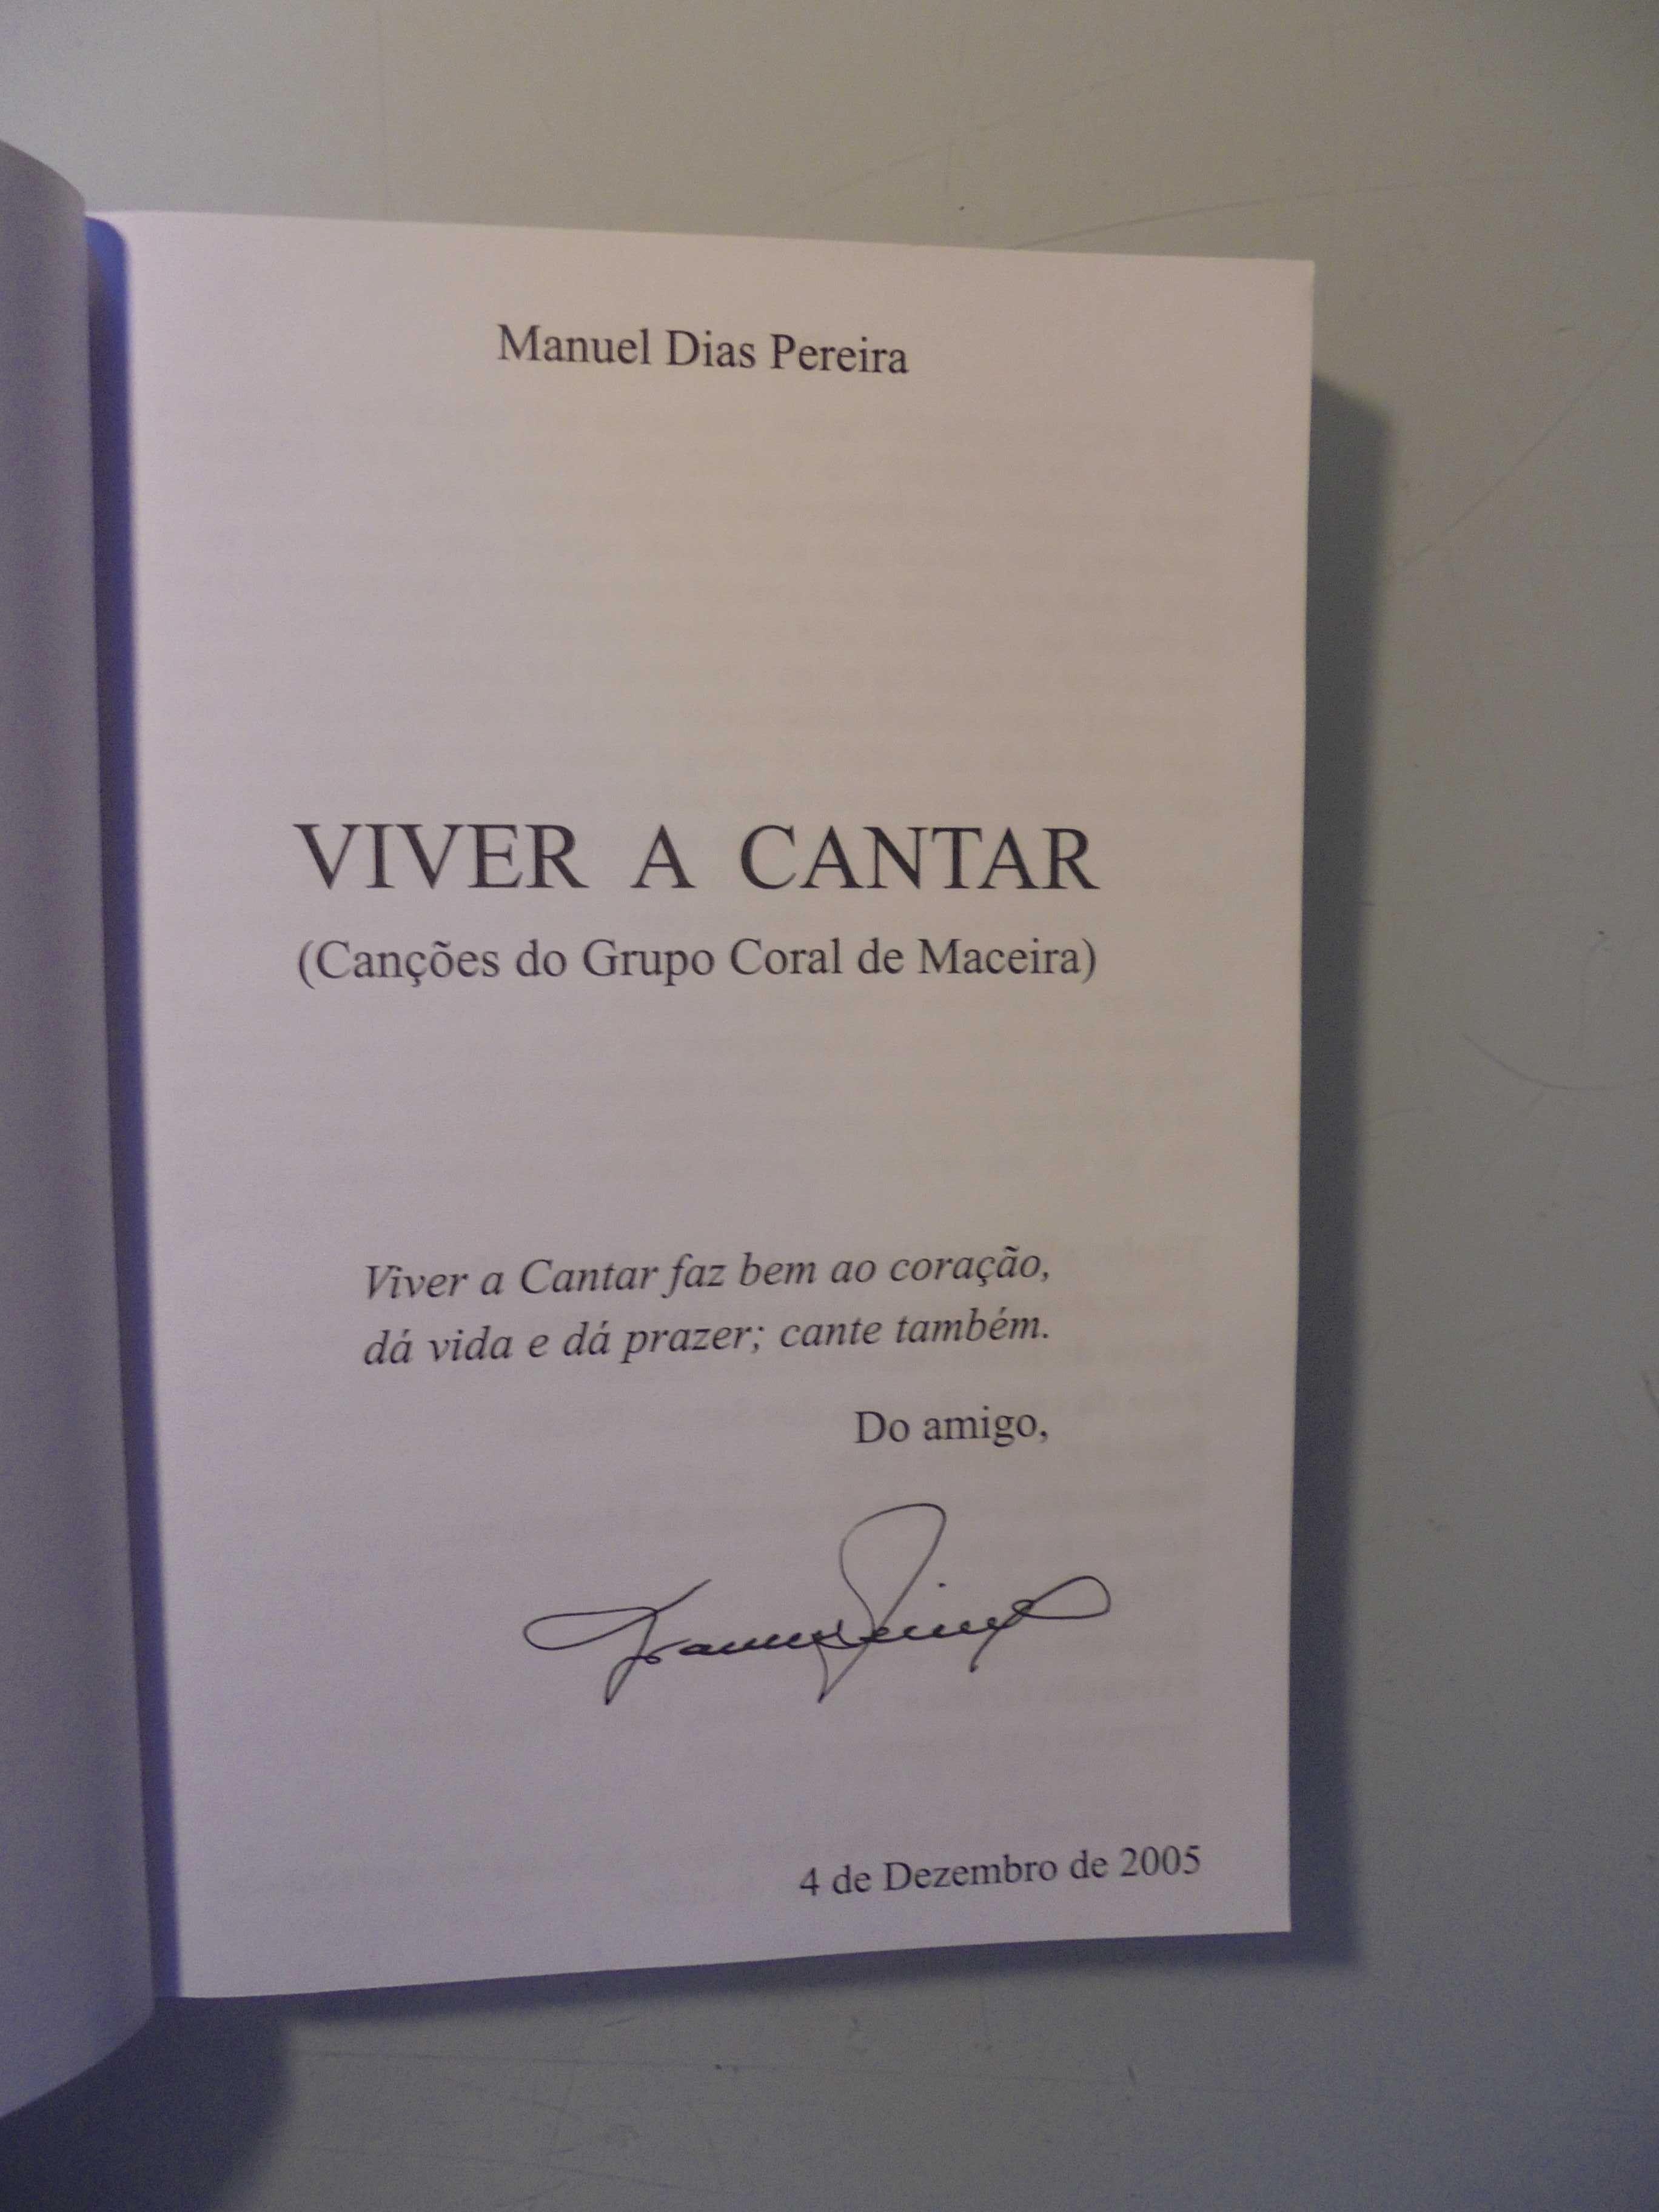 Manuel Dias Pereira
VIVER A CANTAR
(Canções do Grupo Coral de Maceira)
Viver a Cantar faz bem ao coração,
dá vida e dá prazer; cante também.
Do amigo,
4 de Dezembro de 2005